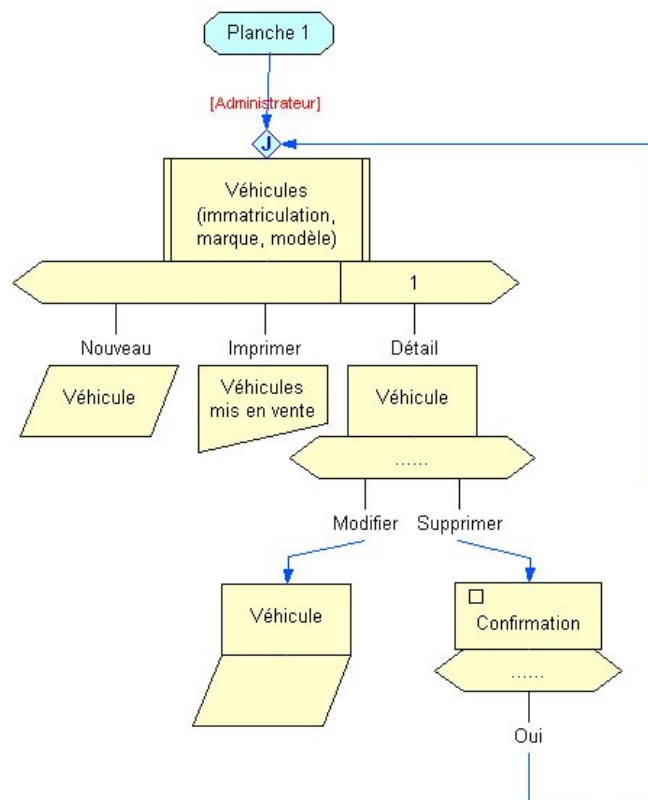 Planche 1
[Administrateur]
J
Véhicules
(immatriculation,
marque, modèle)
1
Nouveau
Imprimer
Détail
Véhicule
Véhicules
mis en vente
Véhicule
......
Modifier
Supprimer
Véhicule
Confirmation
......
Oui